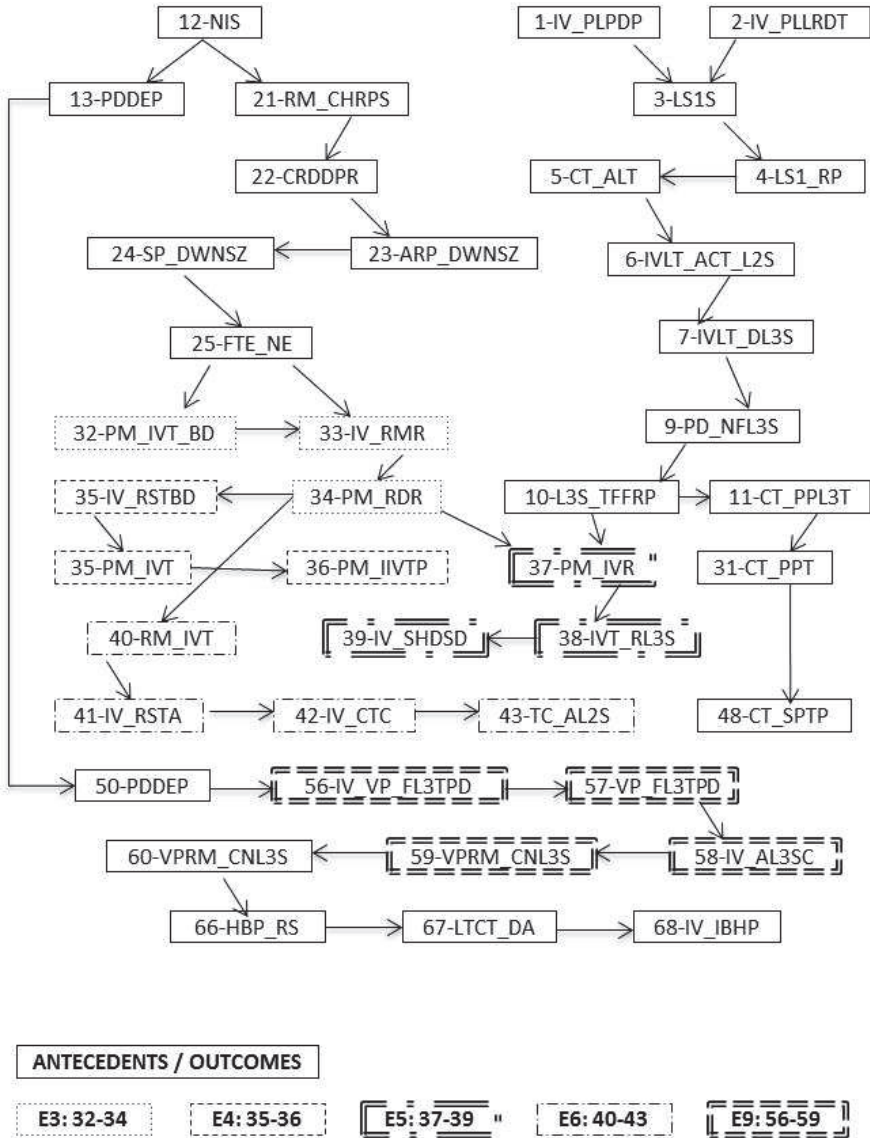 12-NIS
1-IV_PLPDP
2-IV_PLLRDT
13-PDDEP
21-RM_CHRPS
3-LS1S
22-CRDDPR
5-CT_ALT
4-LS1_RP
24-SP_DWNSZ
23-ARP_DWNSZ
6-IVLT_ACT_L2S
25-FTE_NE
7-IVLT_DL3S
32-PM_IVT_BD
33-IV_RMR
9-PD_NFL3S
35-IV_RSTBD
34-PM_RDR
10-L3S_TFFRP
11-CT_PPL3T
35-PM_IVT
36-PM_IIVTP
37-PM_IVR
31-CT_PPT
40-RM_IVT
39-IV_SHDSD
38-IVT_RL3S
41-IV_RSTA
42-IV_CTC
43-TC_AL2S
48-CT_SPTP
50-PDDEP
56-IV_VP_FL3TPD
57-VP_FL3TPD
60-VPRM_CNL3S
59-VPRM_CNL3S
58-IV_AL3SC
66-HBP_RS
67-LTCT_DA
68-IV_IBHP
ANTECEDENTS / OUTCOMES
E3: 32-34
E4: 35-36
E5: 37-39
E6: 40-43
E9: 56-59